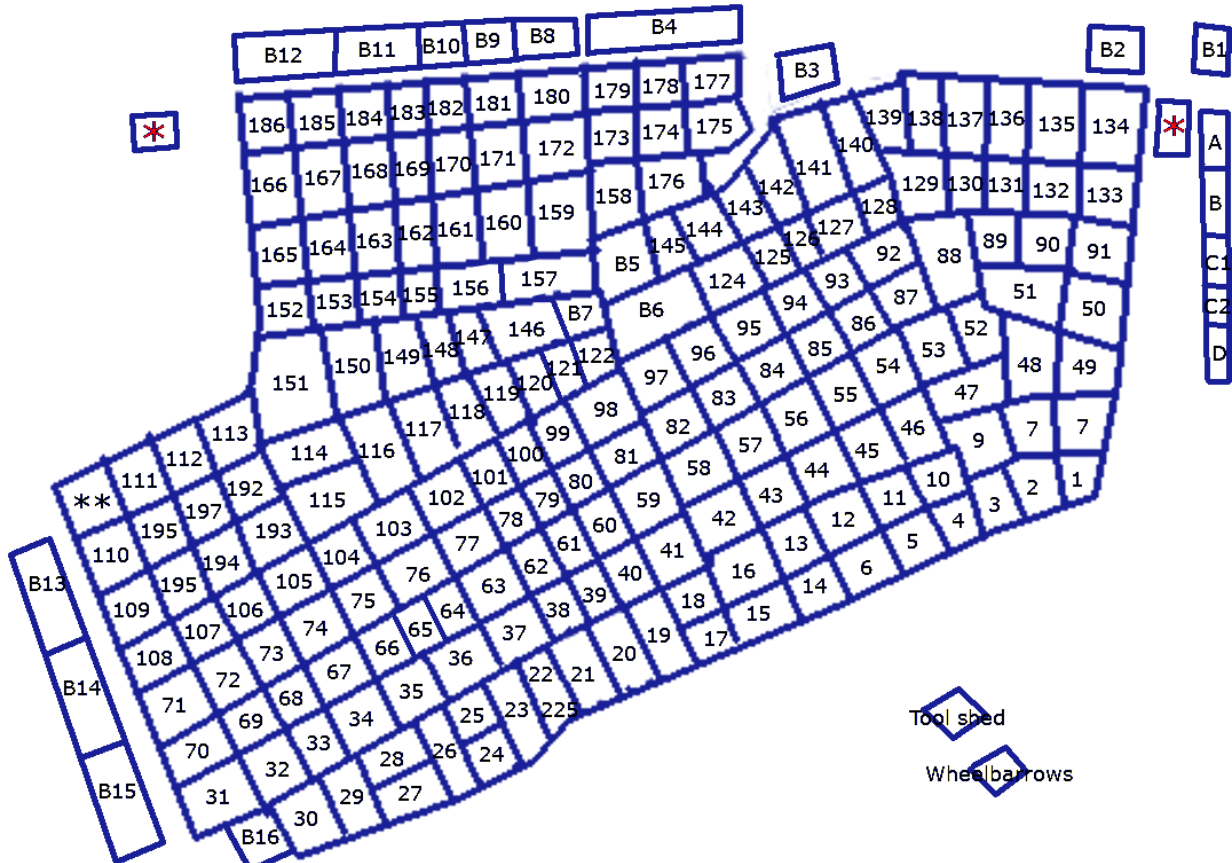 B12 B11 B10 B9 B8 B4 B3 B2 B1
186 185 184 183 182 181 180 179 178 177 139 138 137 136 135 134 * A
* 173 174 175 140
166 167 168 169 170 171 172 158 176 141 129 130 131 132 133 B
165 164 163 162 161 160 159 145 144 143 142 128 127 126 125 89 90 91
B5 124 92 88 C1
152 153 154 155 156 157 B7 B6 94 93 87 51 50 C2
151 150 149 148 147 146 122 121 96 95 86 52 48 49 D
120 119 97 84 85 54 53 47
113 114 116 117 118 98 83 55 46 7 7
** 111 112 99 82 56 45 9
192 115 100 81 57 44 10 1
110 195 197 193 103 102 101 80 58 43 11 2
194 104 79 59 42 12 3
109 195 105 78 60 13 4
B13 106 76 77 61 41 5
108 107 75 62 40 16 6
74 64 63 39 14
71 72 73 66 65 38 18 15
67 37 19 17
B14 69 68 36 20
70 34 35 22 21
32 33 25 23 225
31 28 26 24 Tool shed
B15 29 27 Wheelbarrows
B16 30